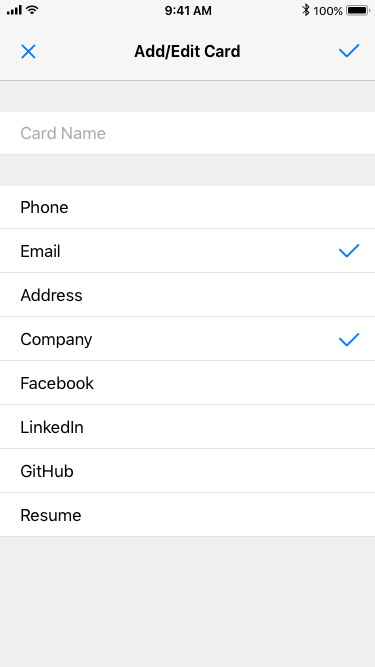 9:41 AM 100%
Add/Edit Card
Card Name
Phone
Email
Address
Company
Facebook
LinkedIn
GitHub
Resume